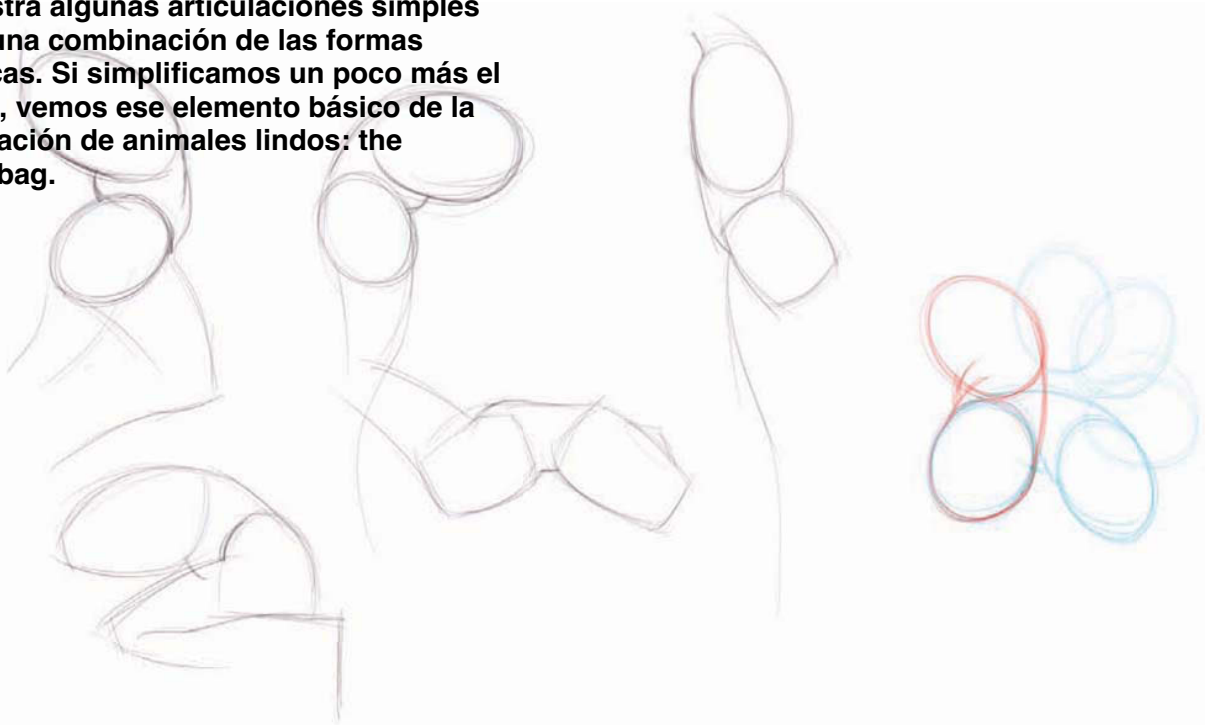 stra algunas articulaciones simples
una combinación de las formas
cas. Si simplificamos un poco más el
, vemos ese elemento básico de la
ación de animales lindos: the
bag.